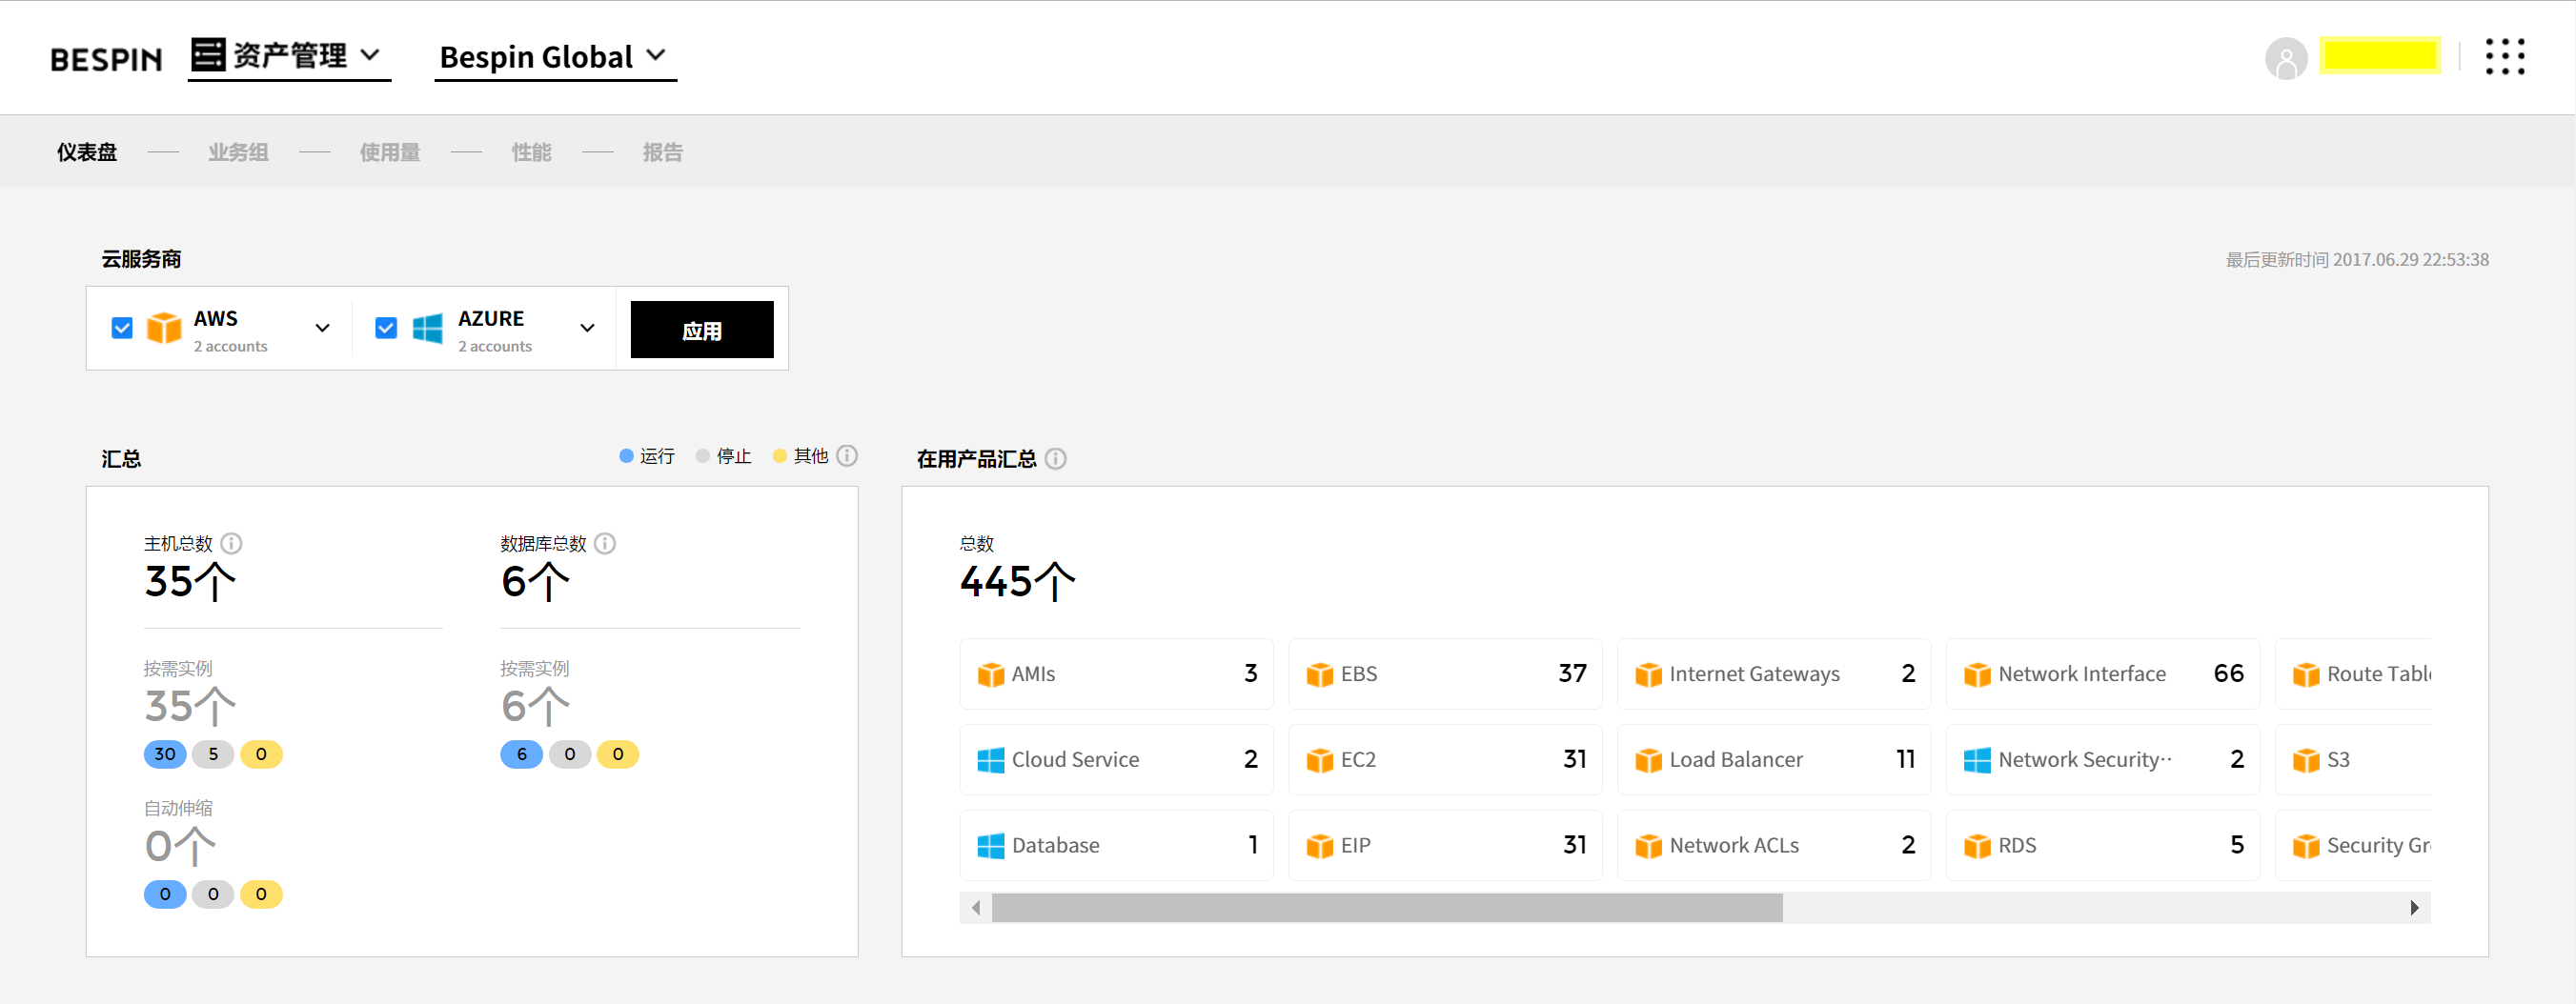 BESPIN 资产管理 Bespin Global
仪表盘 业务组 使用量 性能 报告
云服务商
最后更新时间 2017.06.29 22:53:38
AWS
2 accounts
AZURE
2 accounts
应用
汇总
运行 停止 其他
主机总数
35个
数据库总数
6个
按需实例
35个
30 5 0
按需实例
6个
6 0 0
自动伸缩
0个
0 0 0
在用产品汇总
总数
445个
AMIs 3
EBS 37
Internet Gateways 2
Network Interface 66
Route Tabl
Cloud Service 2
EC2 31
Load Balancer 11
Network Security·· 2
S3
Database 1
EIP 31
Network ACLs 2
RDS 5
Security Gr